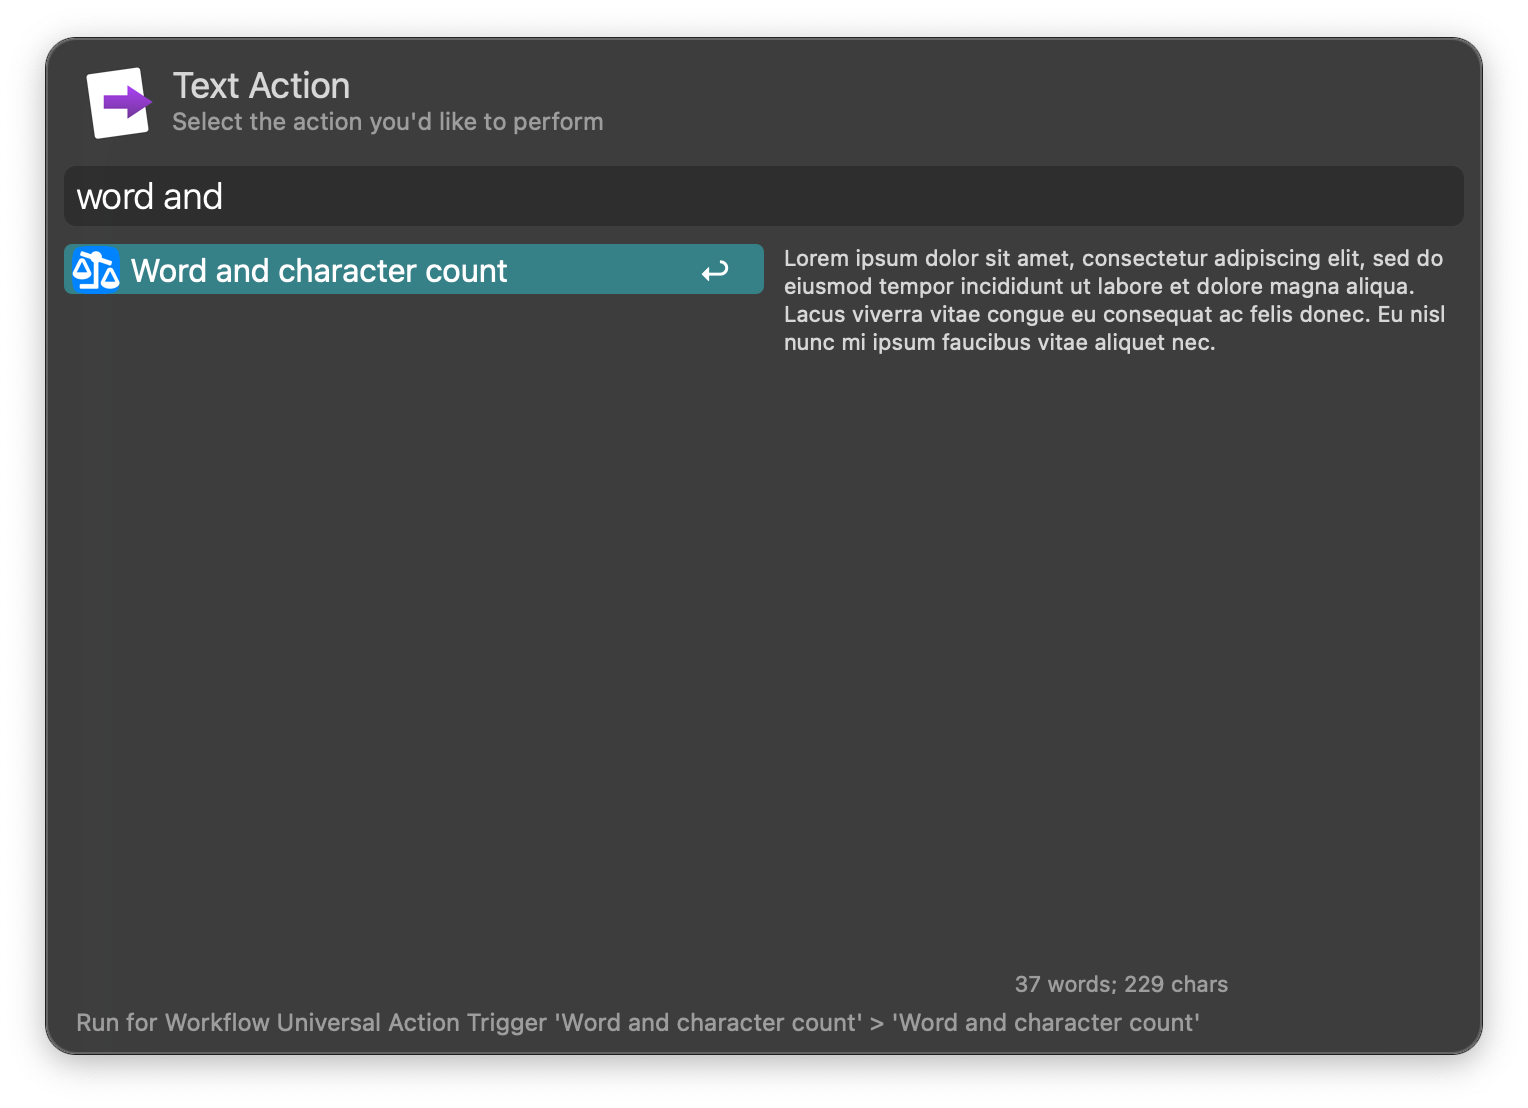 Text Action
Select the action you'd like to perform
word and
Word and character count
Lorem ipsum dolor sit amet, consectetur adipiscing elit, sed do
eiusmod tempor incididunt ut labore et dolore magna aliqua.
Lacus viverra vitae congue eu consequat ac felis donec. Eu nisl
nunc mi ipsum faucibus vitae aliquet nec.
37 words; 229 chars
Run for Workflow Universal Action Trigger 'Word and character count' > 'Word and character count'